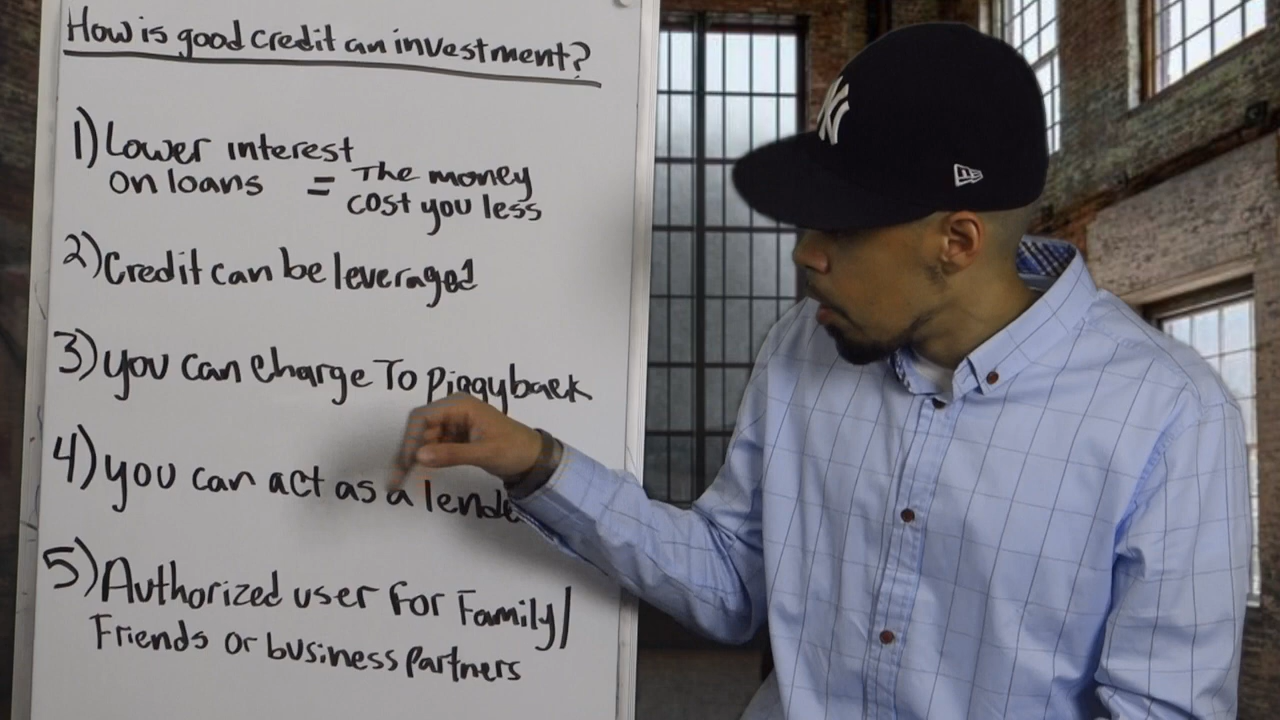 How is good credit an investment?
1) Lower interest
on loans = The money
cost you less
2) Credit can be leveraged
3) you can charge To piggyback
4) you can act as a lende
5) Authorized user for Family/
Friends or business partners
NY